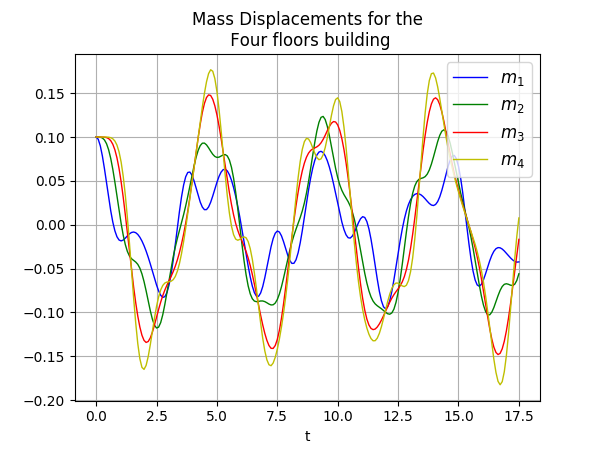 Mass Displacements for the
Four floors building
0.15
0.10
0.05
0.00
−0.05
−0.10
−0.15
−0.20
m1
m2
m3
m4
0.0 2.5 5.0 7.5 10.0 12.5 15.0 17.5
t